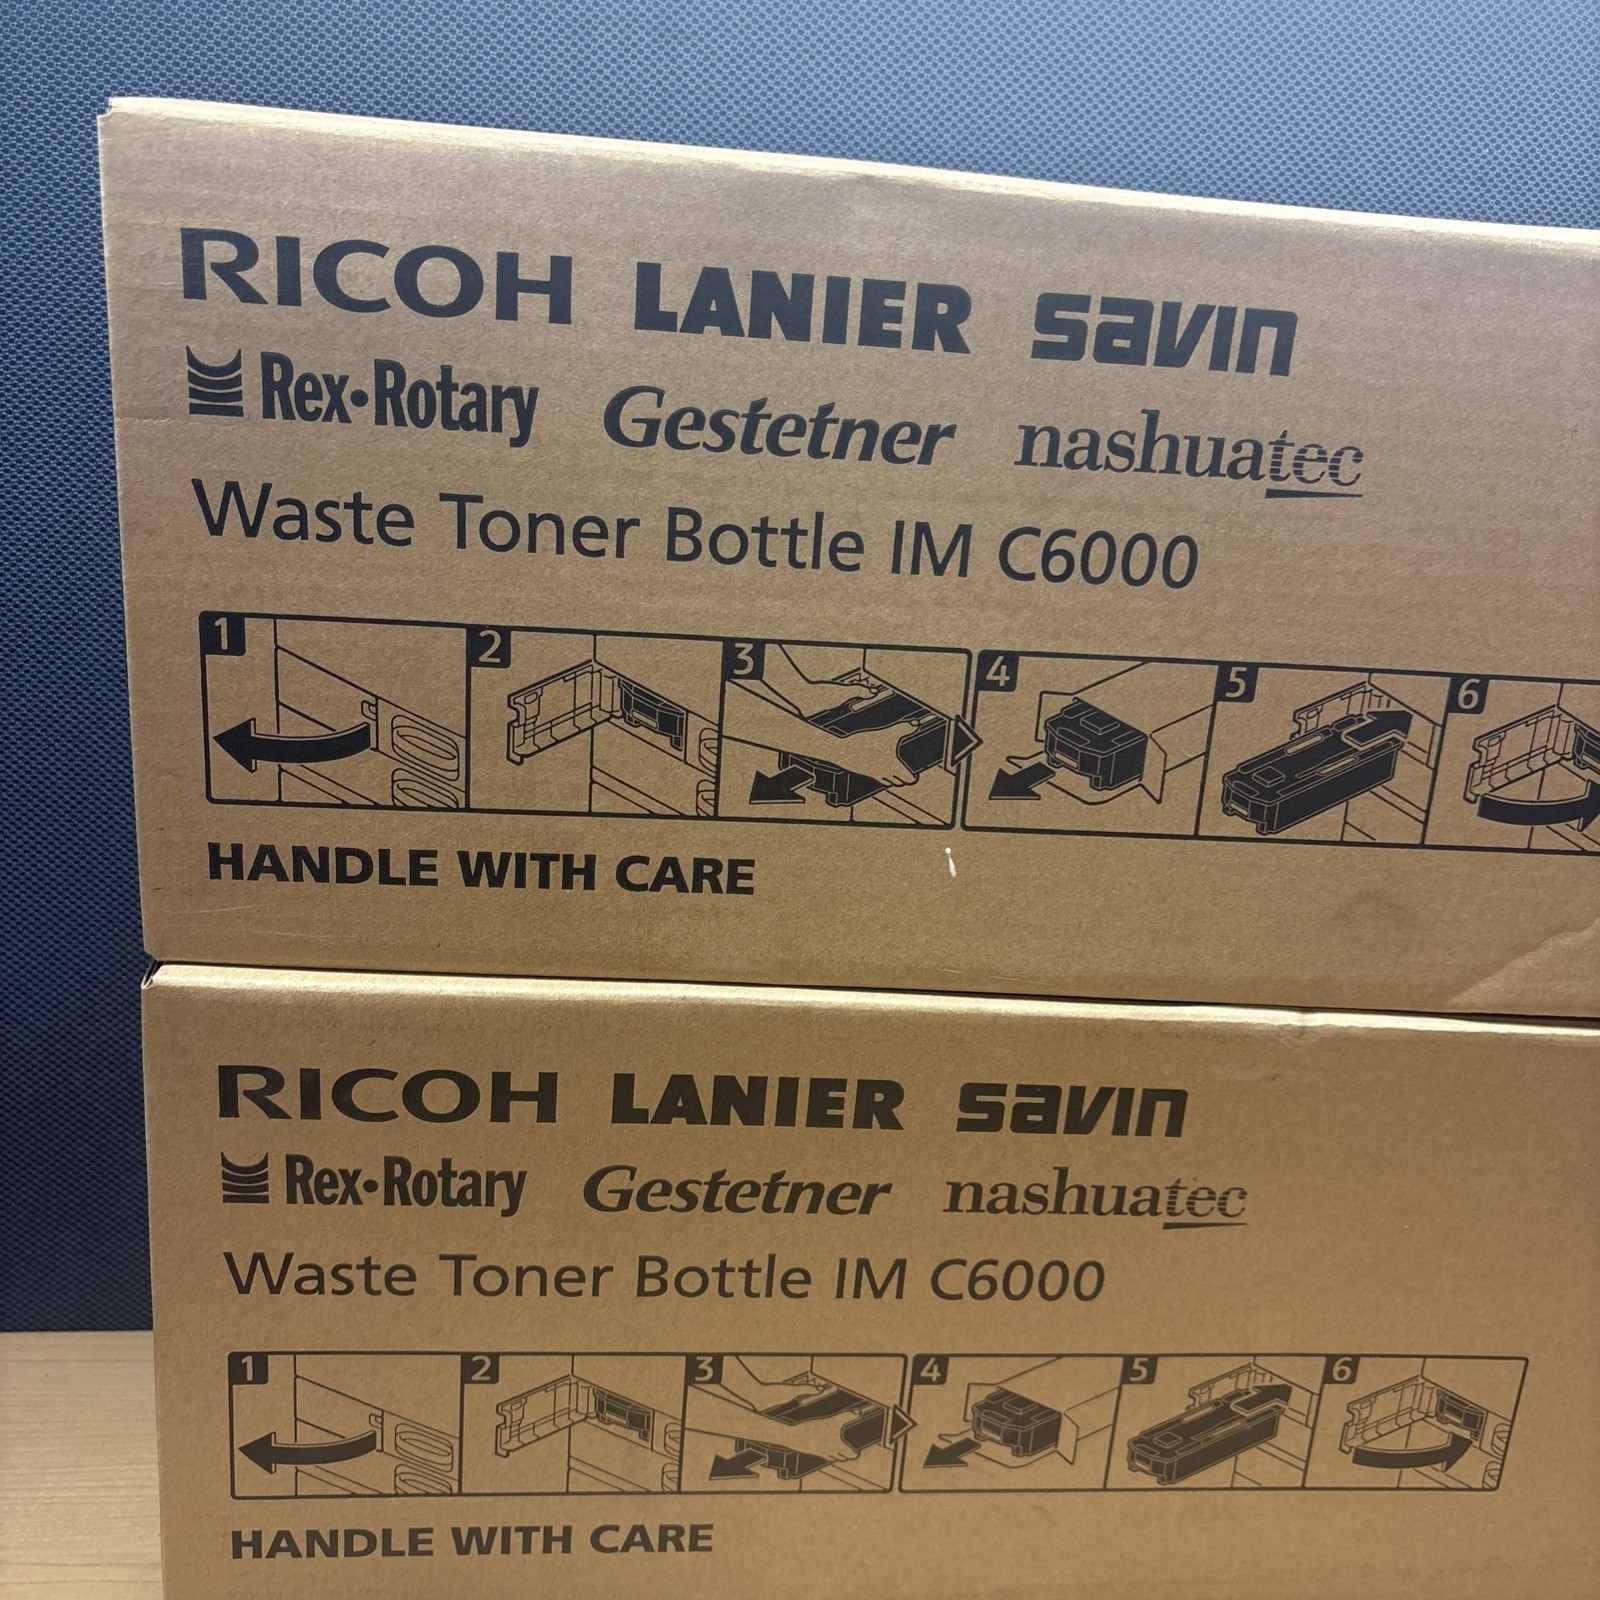 RICOH LANIER savin
Rex•Rotary Gestetner nashuatec
Waste Toner Bottle IM C6000
1 2 3 4 5 6
HANDLE WITH CARE
RICOH LANIER savin
Rex•Rotary Gestetner nashuatec
Waste Toner Bottle IM C6000
1 2 3 4 5 6
HANDLE WITH CARE